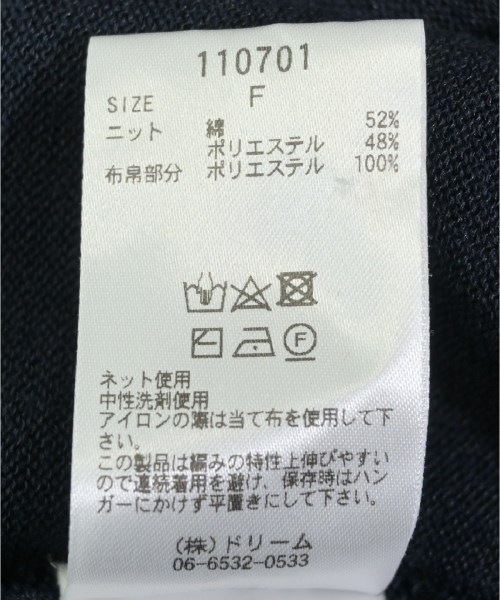 110701
SIZE F
ニット 綿 52%
ポリエステル 48%
布帛部分 ポリエステル 100%
F
ネット使用
中性洗剤使用
アイロンの際は当て布を使用して下
さい。
この製品は編みの特性上伸びやすい
ので連続着用を避け、保存時はハン
ガーにかけず平置きにして下さい。
(株)ドリーム
06-6532-0533